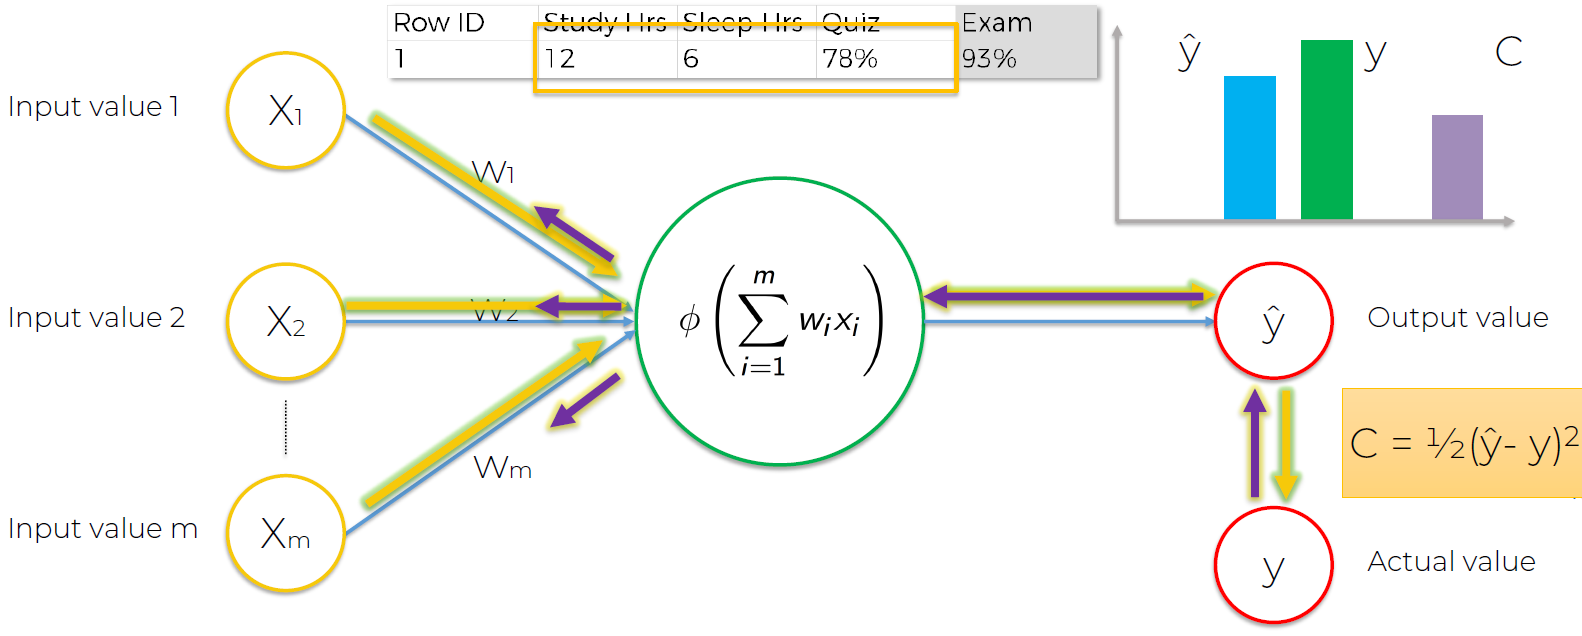 Row ID Study Hrs Sleep Hrs Quiz Exam
1 12 6 78% 93%
ŷ y C
Input value 1 X₁
W₁
Input value 2 X₂ W₂
ϕ(∑ᵢ₌₁ᵐ wᵢxᵢ)
ŷ Output value
C = ½(ŷ- y)²
Wₘ
Input value m Xₘ
y Actual value